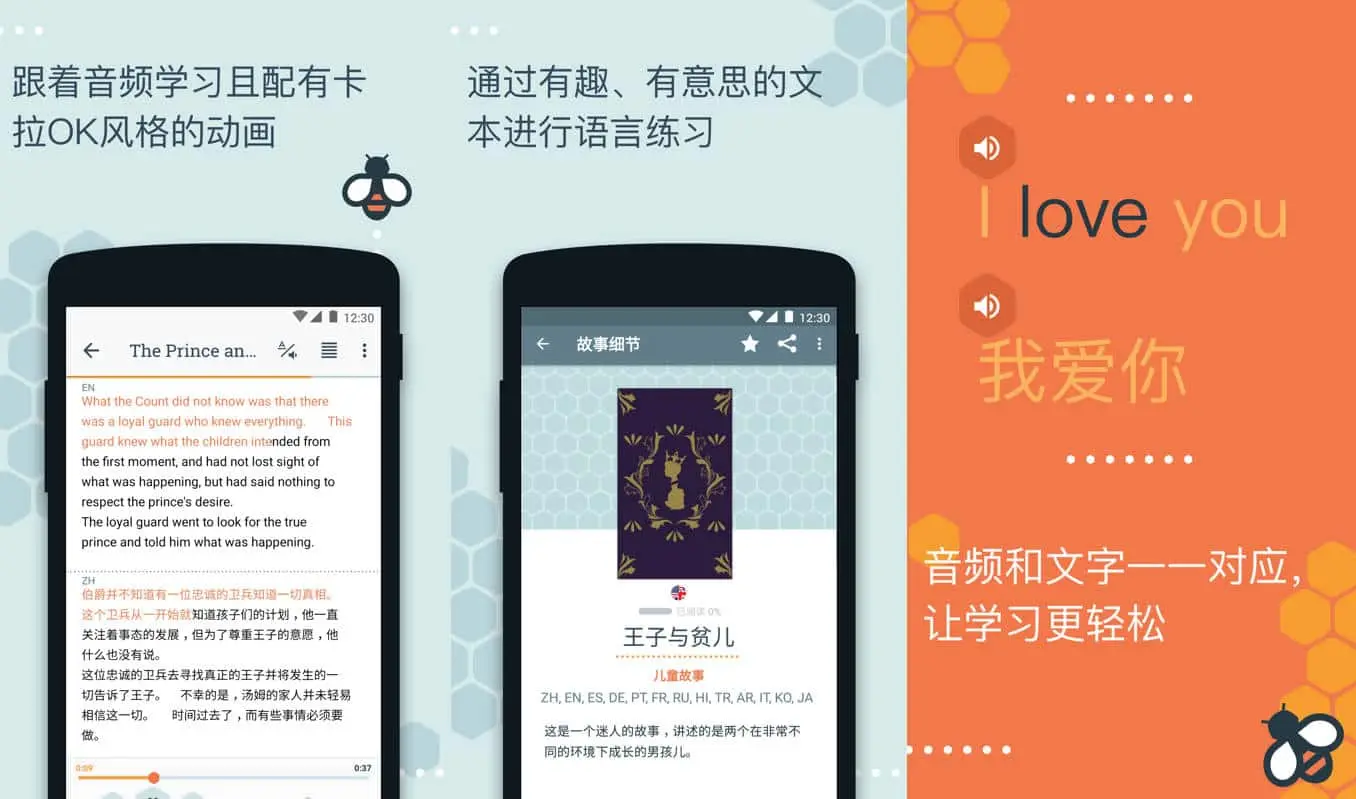 跟着音频学习且配有卡
拉OK风格的动画
12:30
The Prince an...
EN
What the Count did not know was that there
was a loyal guard who knew everything. This
guard knew what the children intended from
the first moment, and had not lost sight of
what was happening, but had said nothing to
respect the prince's desire.
The loyal guard went to look for the true
prince and told him what was happening.
ZH
伯爵并不知道有一位忠诚的卫兵知道一切真相。
这个卫兵从一开始就知道孩子们的计划，他一直
关注着事态的发展，但为了尊重王子的意愿，他
什么也没有说。
这位忠诚的卫兵去寻找真正的王子并将发生的一
切告诉了王子。 不幸的是，汤姆的家人并未轻易
相信这一切。 时间过去了，而有些事情必须要
做。
0:09
0:37
通过有趣、有意思的文
本进行语言练习
12:30
故事细节
已阅读 0%
王子与贫儿
儿童故事
ZH, EN, ES, DE, PT, FR, RU, HI, TR, AR, IT, KO, JA
这是一个迷人的故事，讲述的是两个在非常不
同的环境下成长的男孩儿。
I love you
我爱你
音频和文字一一对应，
让学习更轻松